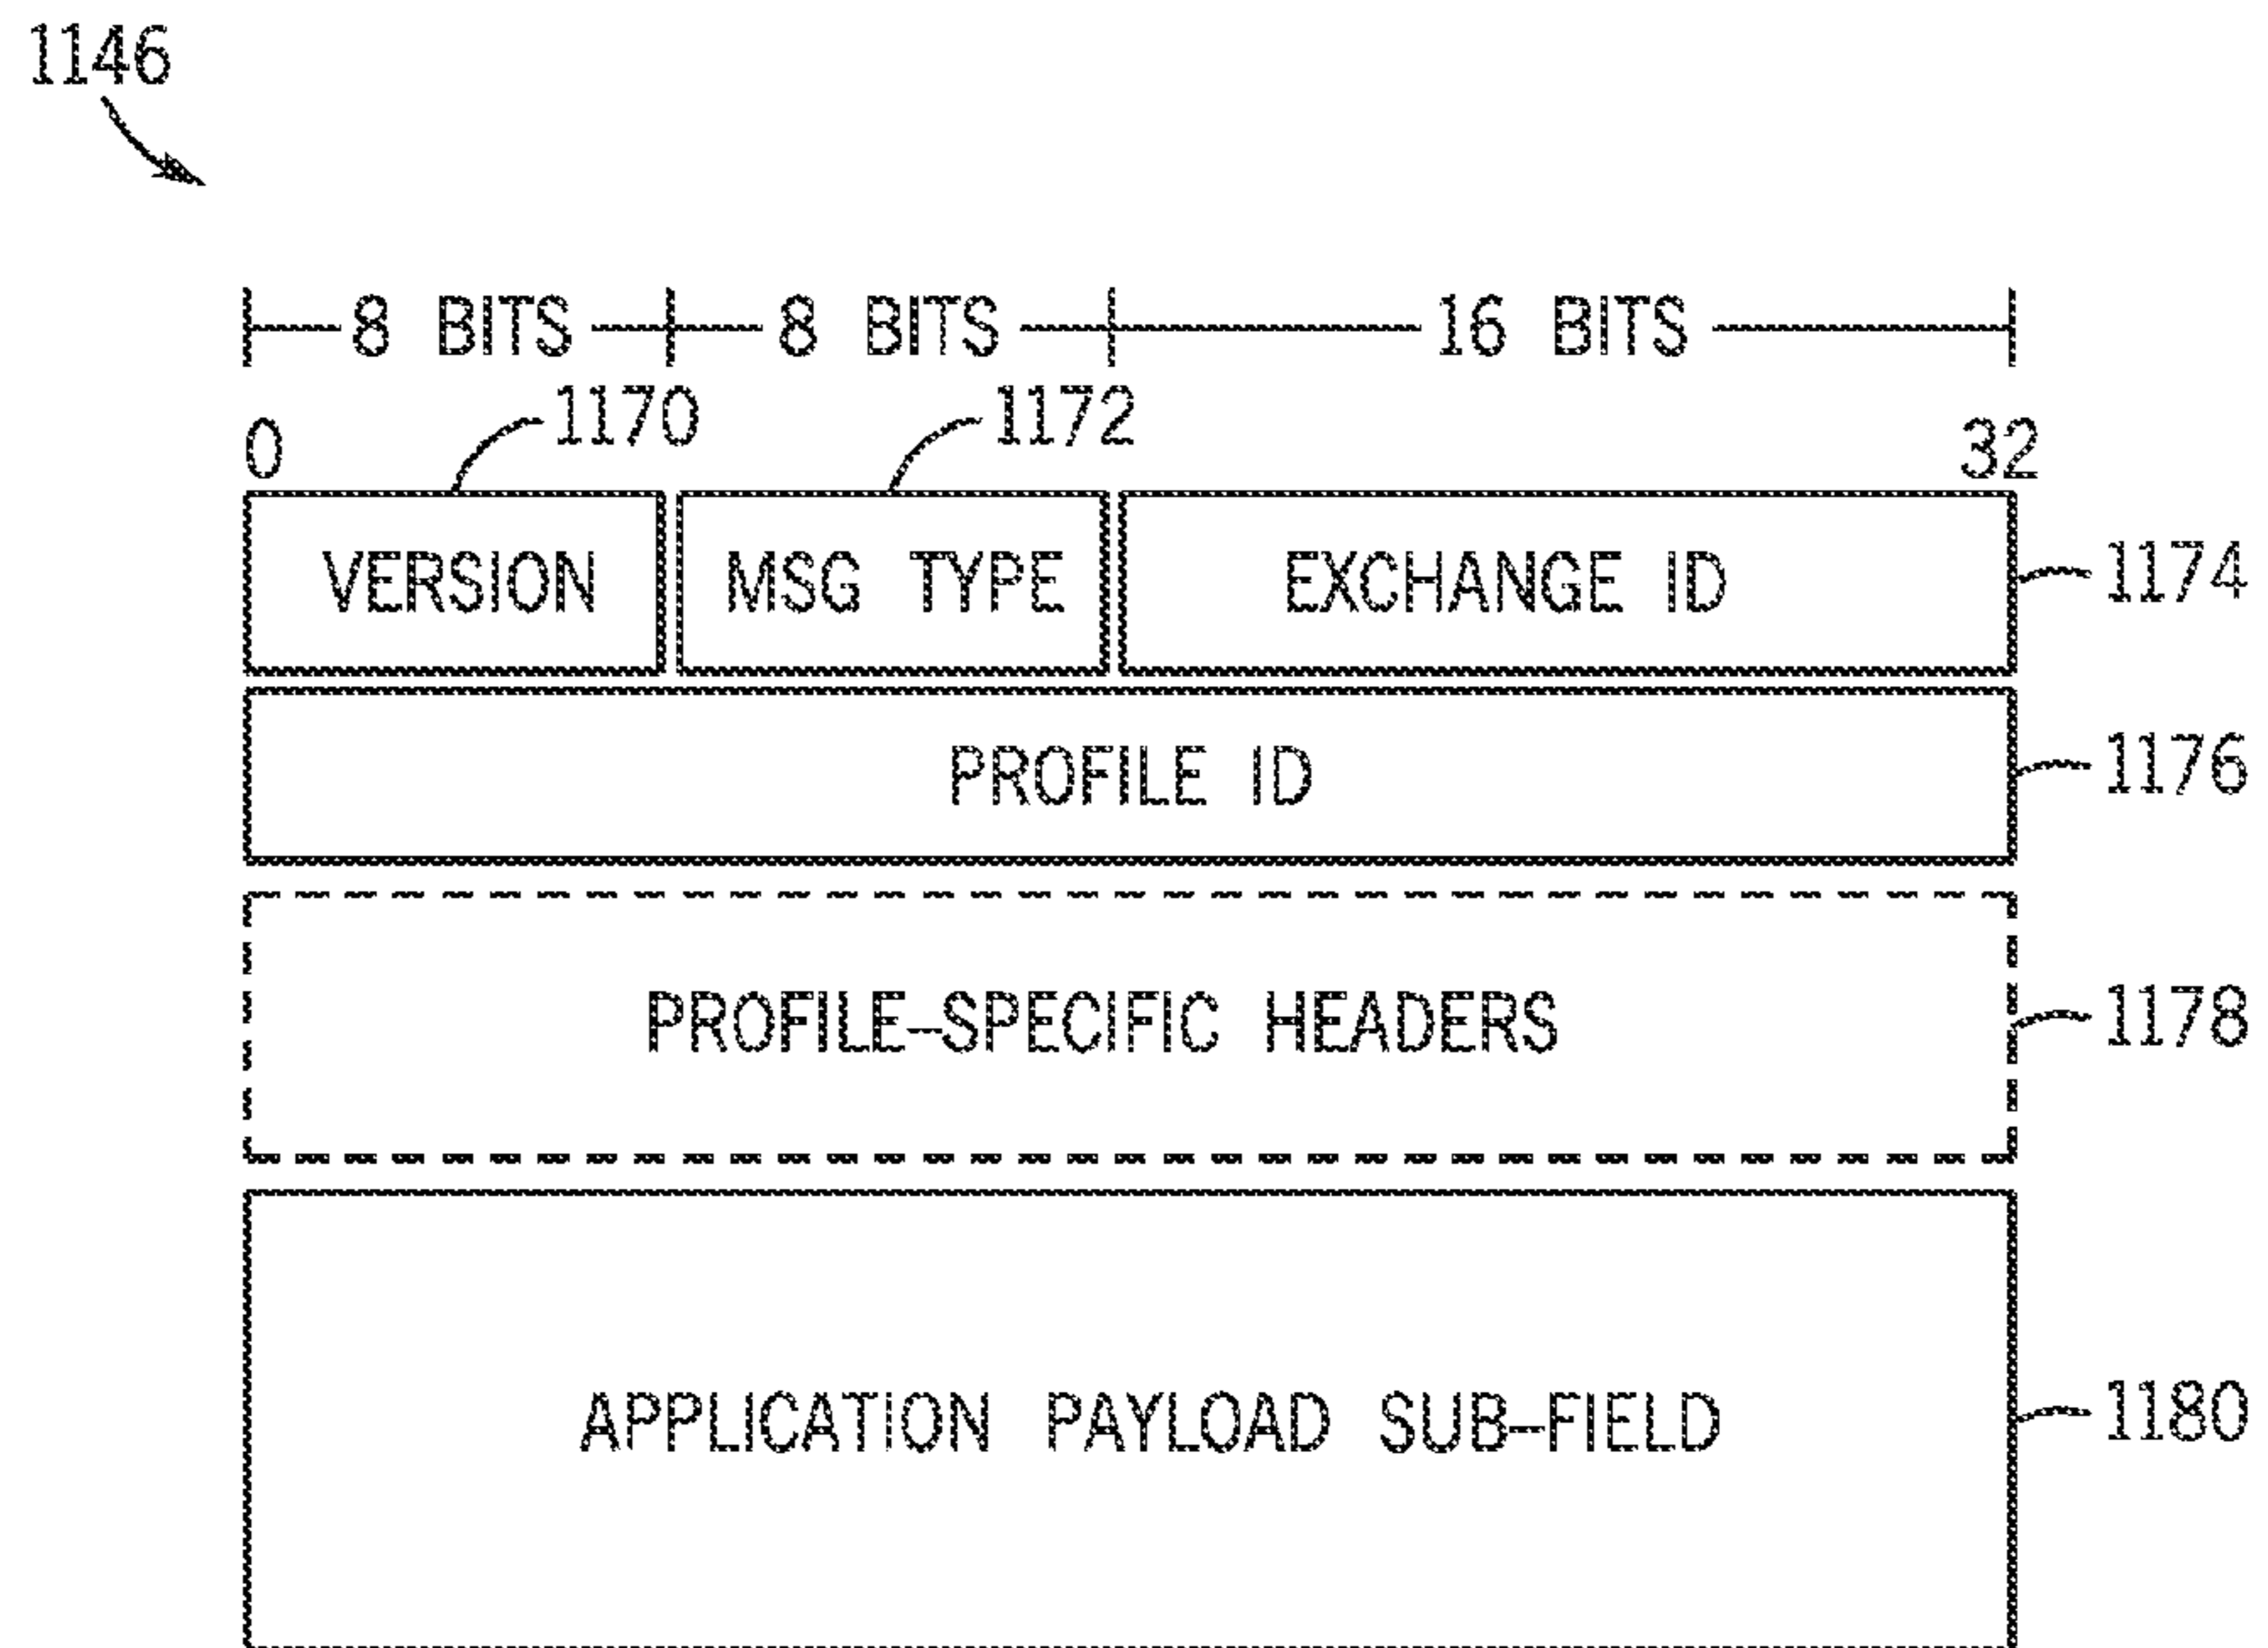 1146
8 BITS 8 BITS 16 BITS
0 1170 1172 32
VERSION MSG TYPE EXCHANGE ID 1174
PROFILE ID 1176
PROFILE-SPECIFIC HEADERS 1178
APPLICATION PAYLOAD SUB-FIELD 1180